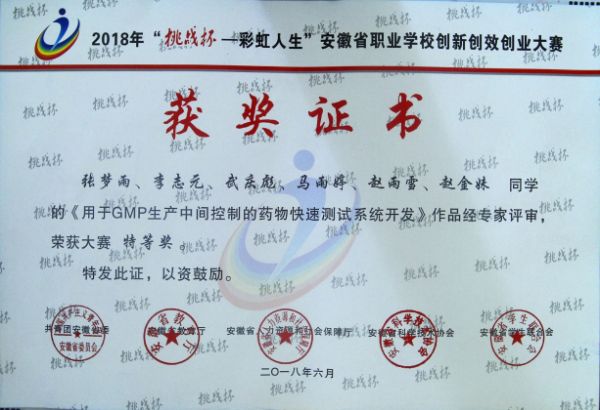 2018年“挑战杯—彩虹人生”安徽省职业学校创新创效创业大赛
获奖证书
张梦雨、李志元、武庆彪、马雨婷、赵雨雪、赵金妹 同学
的《用于GMP生产中间控制的药物快速测试系统开发》作品经专家评审,
荣获大赛 特等奖。
特发此证,以资鼓励。
共青团安徽省委 安徽省教育厅 安徽省人力资源和社会保障厅 安徽省科学技术协会 安徽省学生联合会
二〇一八年六月